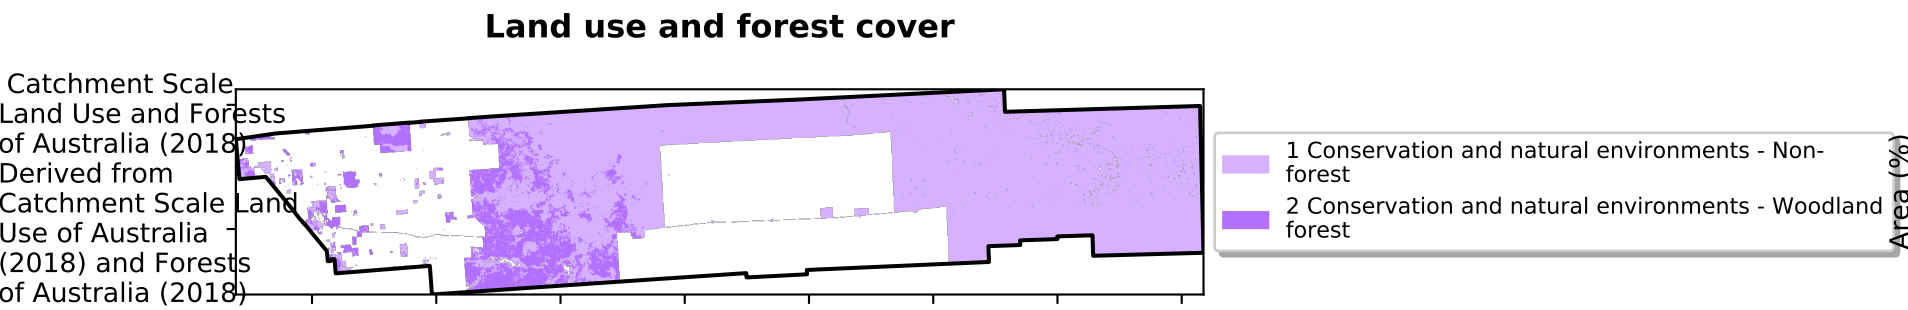 Land use and forest cover
Catchment Scale
Land Use and Forests
of Australia (2018)
Derived from
Catchment Scale Land
Use of Australia
(2018) and Forests
of Australia (2018)
1 Conservation and natural environments - Non-
forest
2 Conservation and natural environments - Woodland
forest
Area (%)